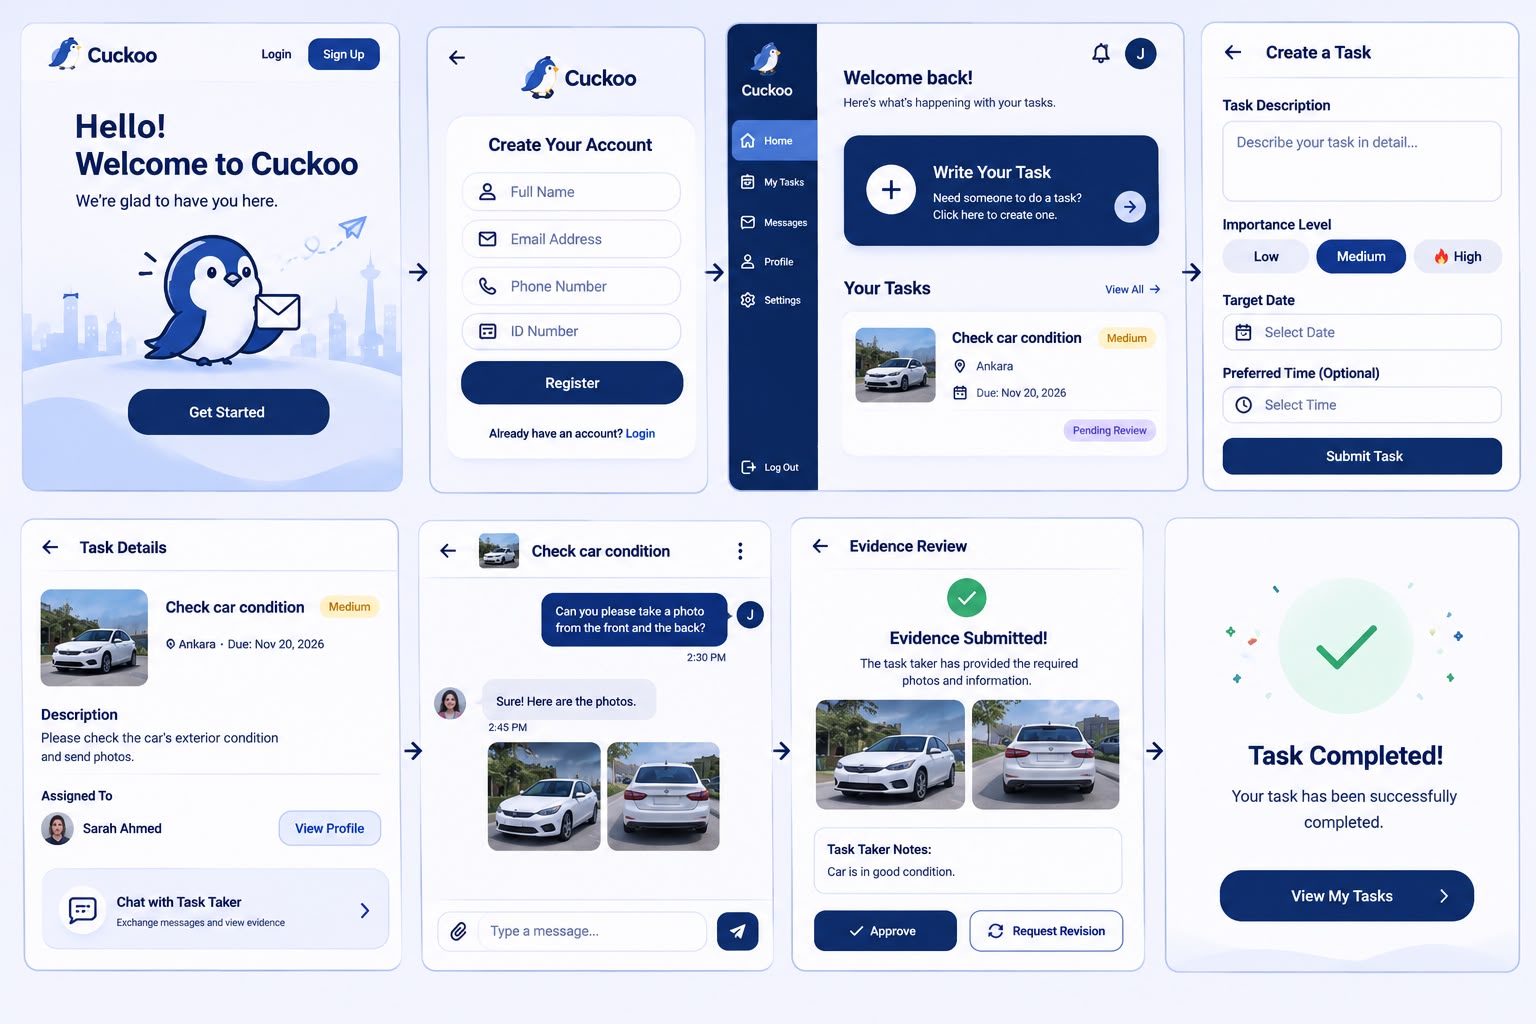 Cuckoo
Login
Sign Up
Hello!
Welcome to Cuckoo
We're glad to have you here.
Get Started
Cuckoo
Create Your Account
Full Name
Email Address
Phone Number
ID Number
Register
Already have an account? Login
Cuckoo
Home
My Tasks
Messages
Profile
Settings
Log Out
J
Welcome back!
Here's what's happening with your tasks.
Write Your Task
Need someone to do a task?
Click here to create one.
Your Tasks
View All
Check car condition
Medium
Ankara
Due: Nov 20, 2026
Pending Review
Create a Task
Task Description
Describe your task in detail...
Importance Level
Low
Medium
High
Target Date
Select Date
Preferred Time (Optional)
Select Time
Submit Task
Task Details
Check car condition
Medium
Ankara · Due: Nov 20, 2026
Description
Please check the car's exterior condition
and send photos.
Assigned To
Sarah Ahmed
View Profile
Chat with Task Taker
Exchange messages and view evidence
Check car condition
Can you please take a photo
from the front and the back?
J
2:30 PM
Sure! Here are the photos.
2:45 PM
Type a message...
Evidence Review
Evidence Submitted!
The task taker has provided the required
photos and information.
Task Taker Notes:
Car is in good condition.
Approve
Request Revision
Task Completed!
Your task has been successfully
completed.
View My Tasks